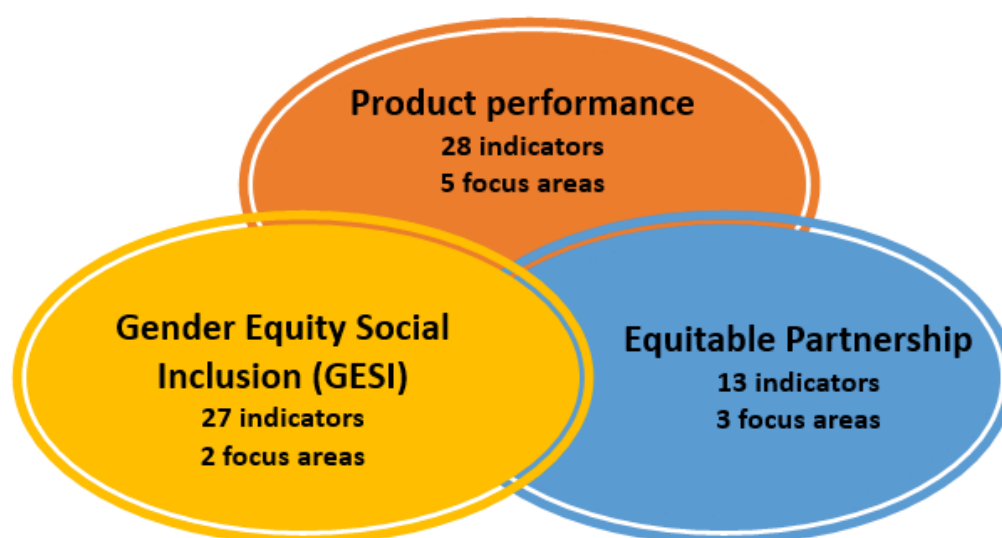 Product performance
28 indicators
5 focus areas
Gender Equity Social
Inclusion (GESI)
27 indicators
2 focus areas
Equitable Partnership
13 indicators
3 focus areas